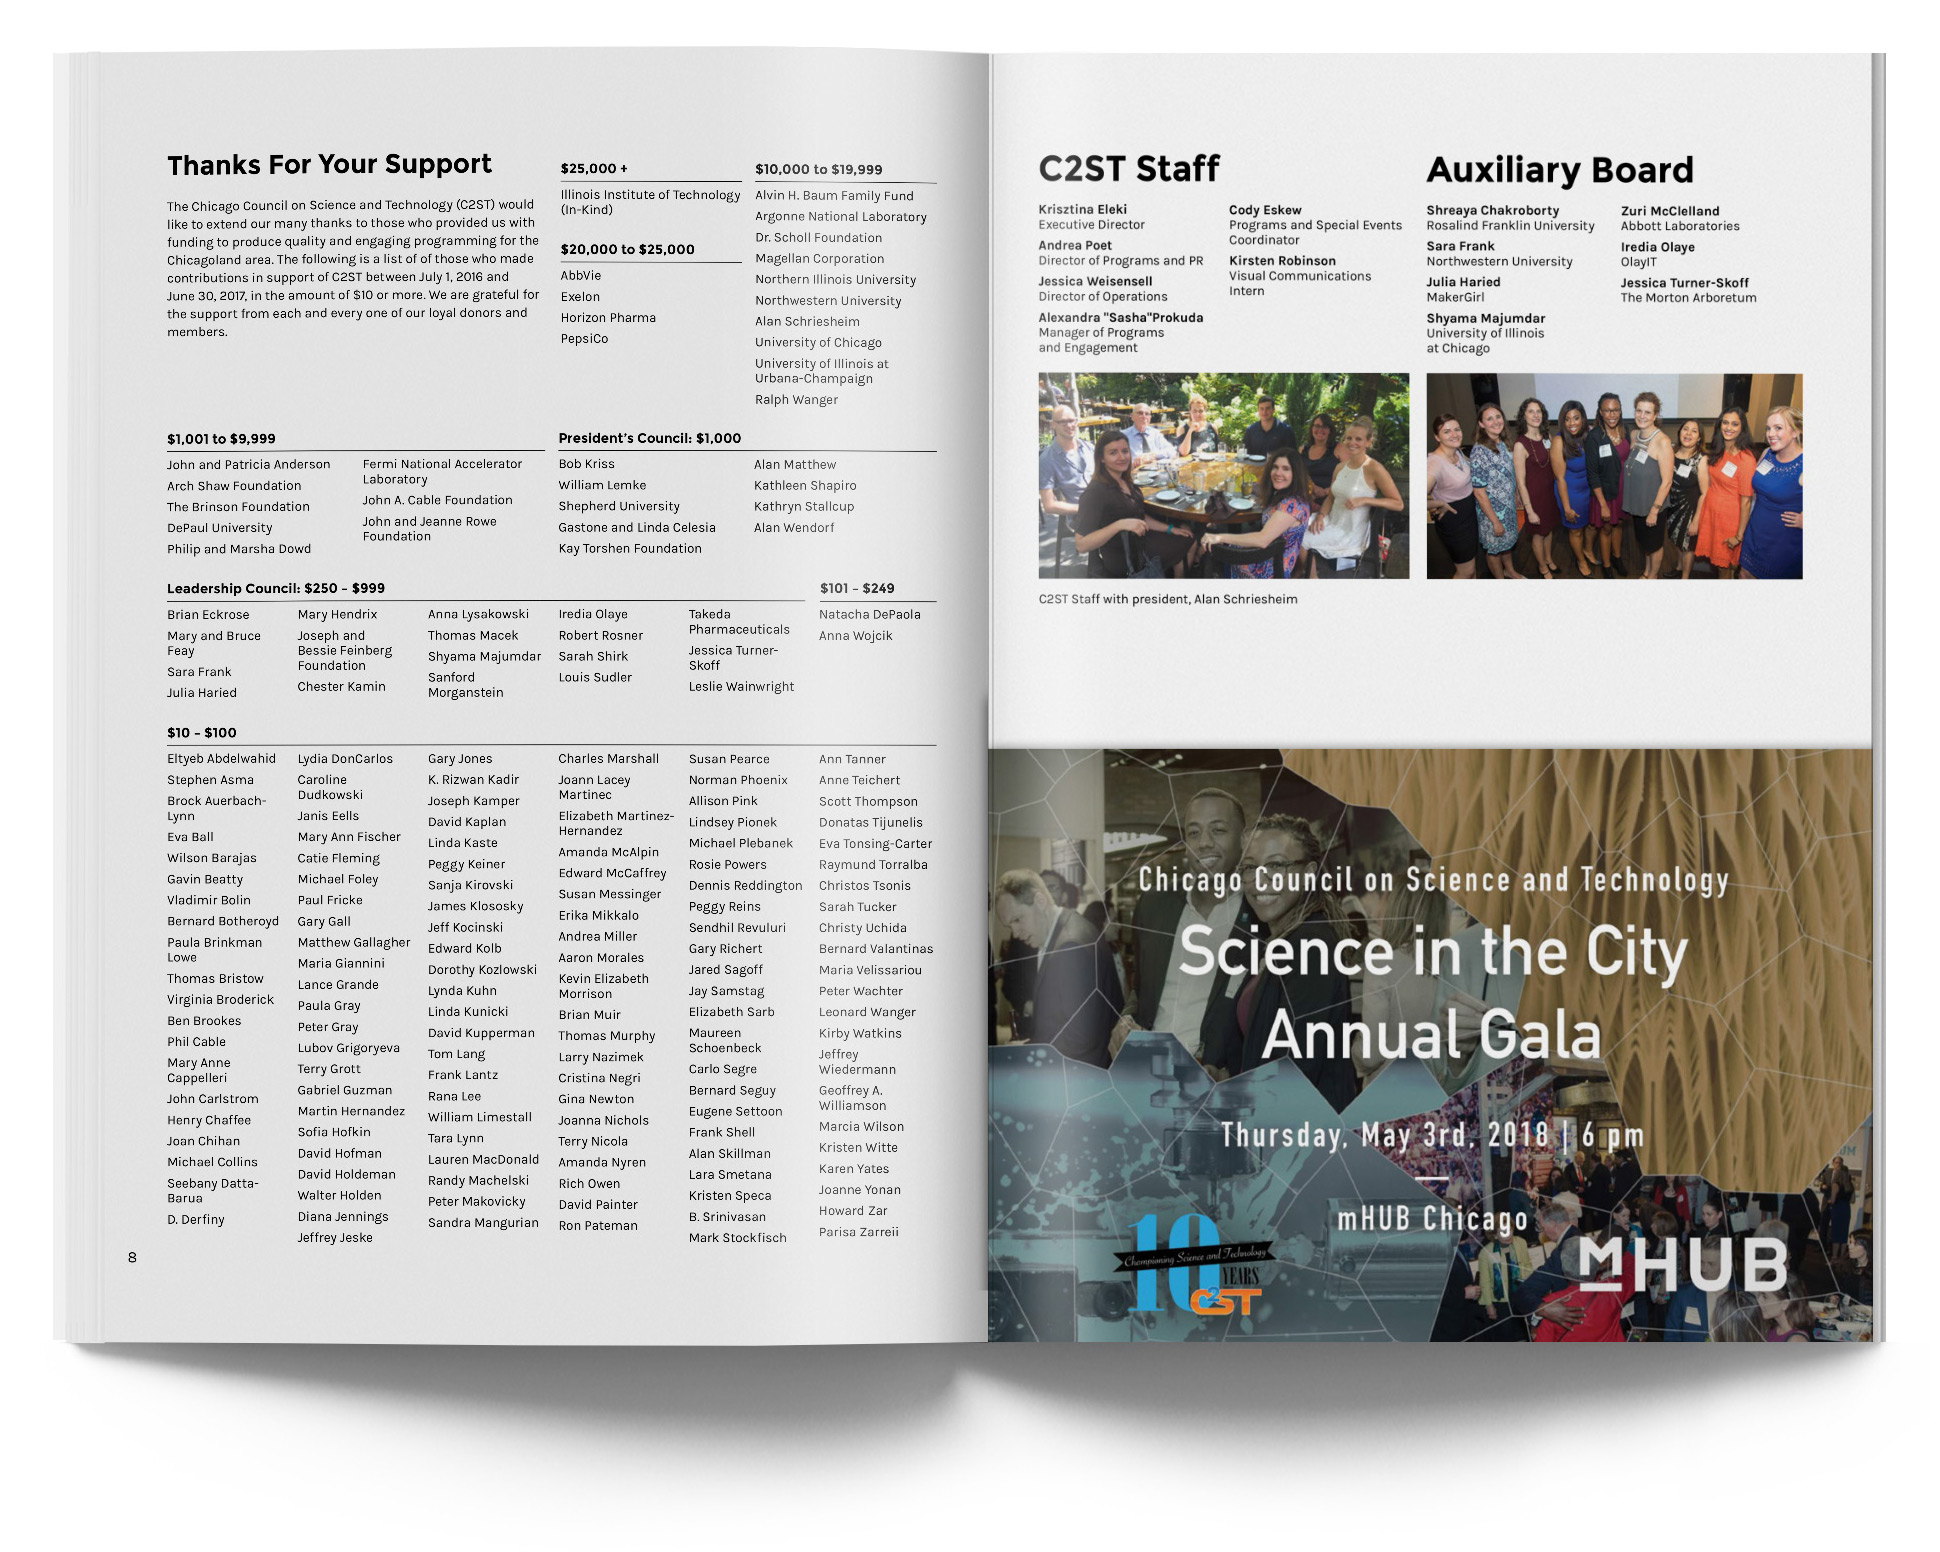 Thanks For Your Support
The Chicago Council on Science and Technology (C2ST) would
like to extend our many thanks to those who provided us with
funding to produce quality and engaging programming for the
Chicagoland area. The following is a list of of those who made
contributions in support of C2ST between July 1, 2016 and
June 30, 2017, in the amount of $10 or more. We are grateful for
the support from each and every one of our loyal donors and
members.
$25,000 +
Illinois Institute of Technology
(In-Kind)
$20,000 to $25,000
AbbVie
Exelon
Horizon Pharma
PepsiCo
$10,000 to $19,999
Alvin H. Baum Family Fund
Argonne National Laboratory
Dr. Scholl Foundation
Magellan Corporation
Northern Illinois University
Northwestern University
Alan Schriesheim
University of Chicago
University of Illinois at
Urbana-Champaign
Ralph Wanger
$1,001 to $9,999
John and Patricia Anderson
Arch Shaw Foundation
The Brinson Foundation
DePaul University
Philip and Marsha Dowd
Fermi National Accelerator
Laboratory
John A. Cable Foundation
John and Jeanne Rowe
Foundation
President's Council: $1,000
Bob Kriss
William Lemke
Shepherd University
Gastone and Linda Celesia
Kay Torshen Foundation
Alan Matthew
Kathleen Shapiro
Kathryn Stallcup
Alan Wendorf
Leadership Council: $250 - $999
Brian Eckrose
Mary and Bruce
Feay
Sara Frank
Julia Haried
Mary Hendrix
Joseph and
Bessie Feinberg
Foundation
Chester Kamin
Anna Lysakowski
Thomas Macek
Shyama Majumdar
Sanford
Morganstein
Iredia Olaye
Robert Rosner
Sarah Shirk
Louis Sudler
Takeda
Pharmaceuticals
Jessica Turner-
Skoff
Leslie Wainwright
$101 - $249
Natacha DePaola
Anna Wojcik
$10 - $100
Eltyeb Abdelwahid
Stephen Asma
Brock Auerbach-
Lynn
Eva Ball
Wilson Barajas
Gavin Beatty
Vladimir Bolin
Bernard Botheroyd
Paula Brinkman
Lowe
Thomas Bristow
Virginia Broderick
Ben Brookes
Phil Cable
Mary Anne
Cappelleri
John Carlstrom
Henry Chaffee
Joan Chihan
Michael Collins
Seebany Datta-
Barua
D. Derfiny
Lydia DonCarlos
Caroline
Dudkowski
Janis Eells
Mary Ann Fischer
Catie Fleming
Michael Foley
Paul Fricke
Gary Gall
Matthew Gallagher
Maria Giannini
Lance Grande
Paula Gray
Peter Gray
Lubov Grigoryeva
Terry Grott
Gabriel Guzman
Martin Hernandez
Sofia Hofkin
David Hofman
David Holdeman
Walter Holden
Diana Jennings
Jeffrey Jeske
Gary Jones
K. Rizwan Kadir
Joseph Kamper
David Kaplan
Linda Kaste
Peggy Keiner
Sanja Kirovski
James Klososky
Jeff Kocinski
Edward Kolb
Dorothy Kozlowski
Lynda Kuhn
Linda Kunicki
David Kupperman
Tom Lang
Frank Lantz
Rana Lee
William Limestall
Tara Lynn
Lauren MacDonald
Randy Machelski
Peter Makovicky
Sandra Mangurian
Charles Marshall
Joann Lacey
Martinec
Elizabeth Martinez-
Hernandez
Amanda McAlpin
Edward McCaffrey
Susan Messinger
Erika Mikkalo
Andrea Miller
Aaron Morales
Kevin Elizabeth
Morrison
Brian Muir
Thomas Murphy
Larry Nazimek
Cristina Negri
Gina Newton
Joanna Nichols
Terry Nicola
Amanda Nyren
Rich Owen
David Painter
Ron Pateman
Susan Pearce
Norman Phoenix
Allison Pink
Lindsey Pionek
Michael Plebanek
Rosie Powers
Dennis Reddington
Peggy Reins
Sendhil Revuluri
Gary Richert
Jared Sagoff
Jay Samstag
Elizabeth Sarb
Maureen
Schoenbeck
Carlo Segre
Bernard Seguy
Eugene Settoon
Frank Shell
Alan Skillman
Lara Smetana
Kristen Speca
B. Srinivasan
Mark Stockfisch
Ann Tanner
Anne Teichert
Scott Thompson
Donatas Tijunelis
Eva Tonsing-Carter
Raymund Torralba
Christos Tsonis
Sarah Tucker
Christy Uchida
Bernard Valantinas
Maria Velissariou
Peter Wachter
Leonard Wanger
Kirby Watkins
Jeffrey
Wiedermann
Geoffrey A.
Williamson
Marcia Wilson
Kristen Witte
Karen Yates
Joanne Yonan
Howard Zar
Parisa Zarreii
8
C2ST Staff
Krisztina Eleki
Executive Director
Andrea Poet
Director of Programs and PR
Jessica Weisensell
Director of Operations
Alexandra "Sasha"Prokuda
Manager of Programs
and Engagement
Cody Eskew
Programs and Special Events
Coordinator
Kirsten Robinson
Visual Communications
Intern
C2ST Staff with president, Alan Schriesheim
Auxiliary Board
Shreaya Chakroborty
Rosalind Franklin University
Sara Frank
Northwestern University
Julia Haried
MakerGirl
Shyama Majumdar
University of Illinois
at Chicago
Zuri McClelland
Abbott Laboratories
Iredia Olaye
OlayIT
Jessica Turner-Skoff
The Morton Arboretum
Chicago Council on Science and Technology
Science in the City
Annual Gala
Thursday, May 3rd, 2018 | 6 pm
mHUB Chicago
10
Championing Science and Technology
YEARS
C2ST
MHUB